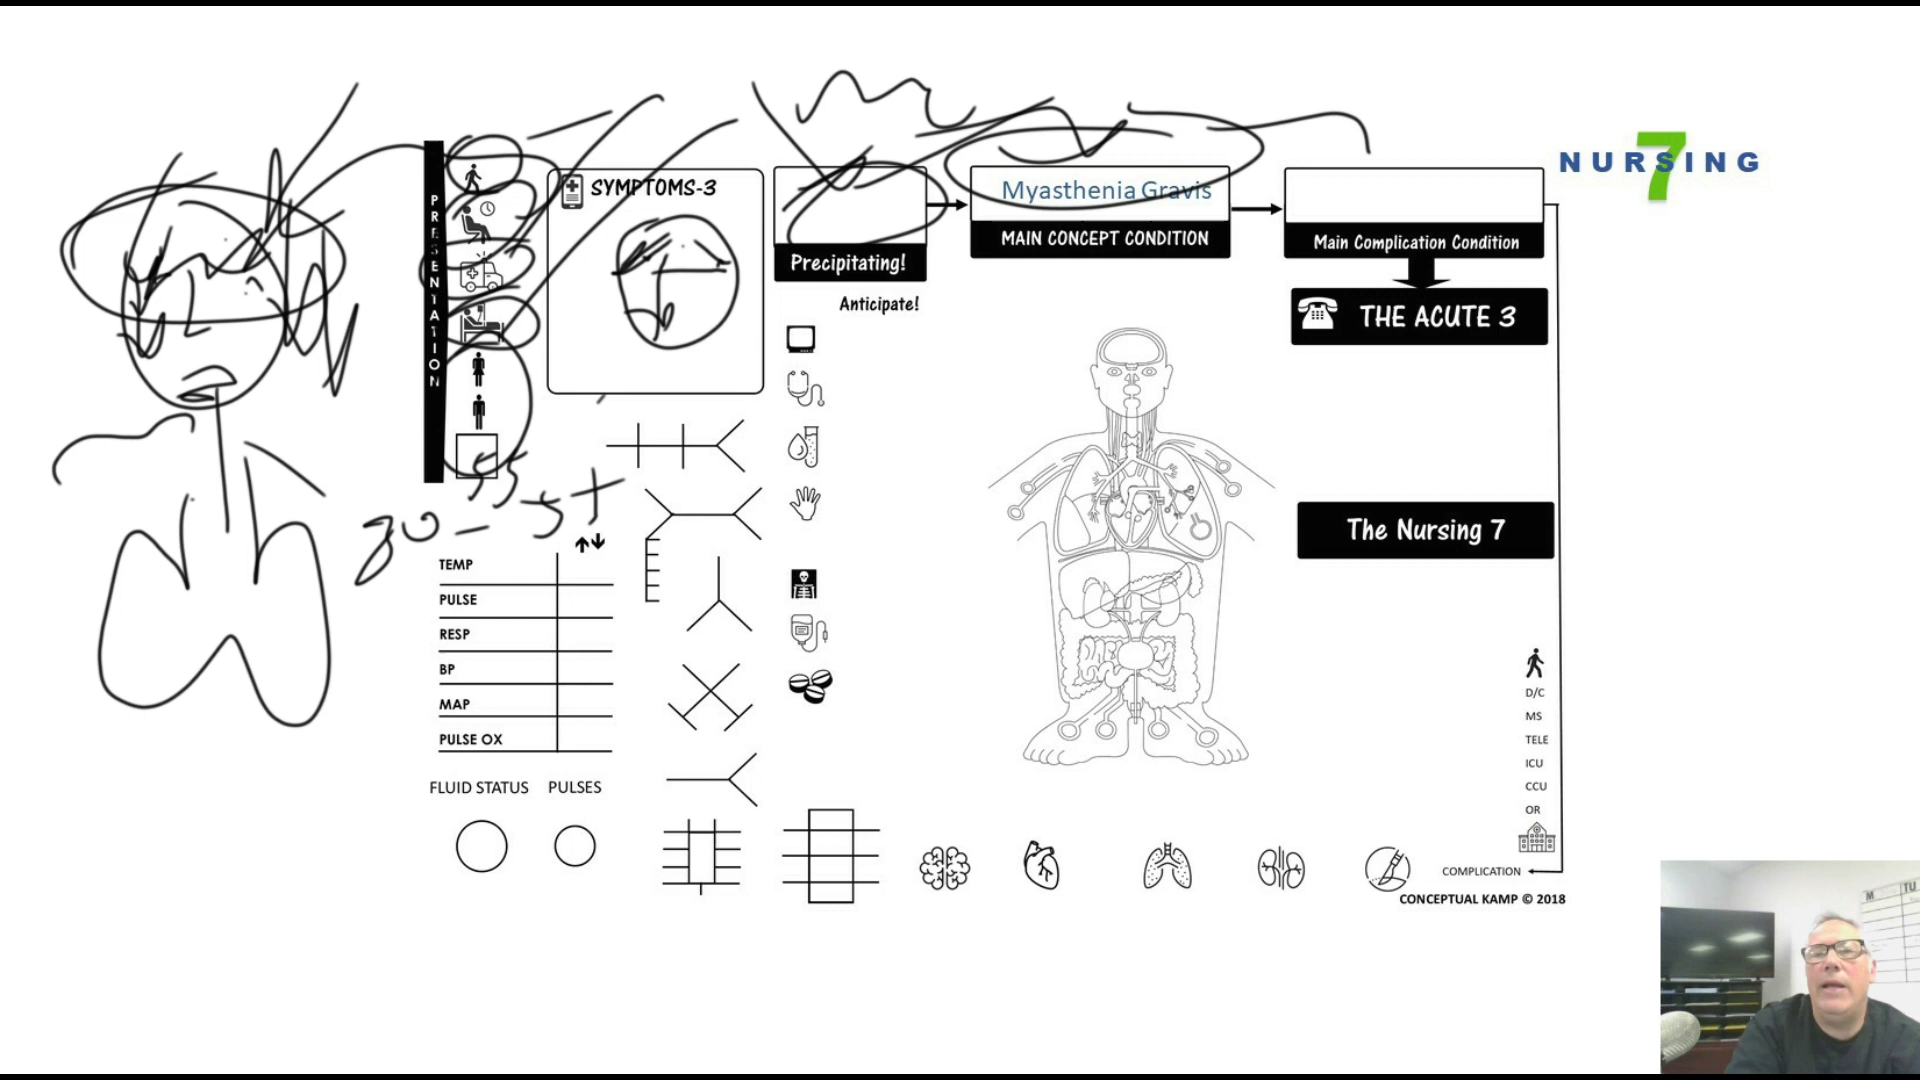 NURSING
7
PRESENTATION
SYMPTOMS-3
Myasthenia Gravis
MAIN CONCEPT CONDITION
Main Complication Condition
Precipitating!
Anticipate!
THE ACUTE 3
The Nursing 7
TEMP
PULSE
RESP
BP
MAP
PULSE OX
FLUID STATUS PULSES
D/C
MS
TELE
ICU
CCU
OR
COMPLICATION
CONCEPTUAL KAMP © 2018
M TU